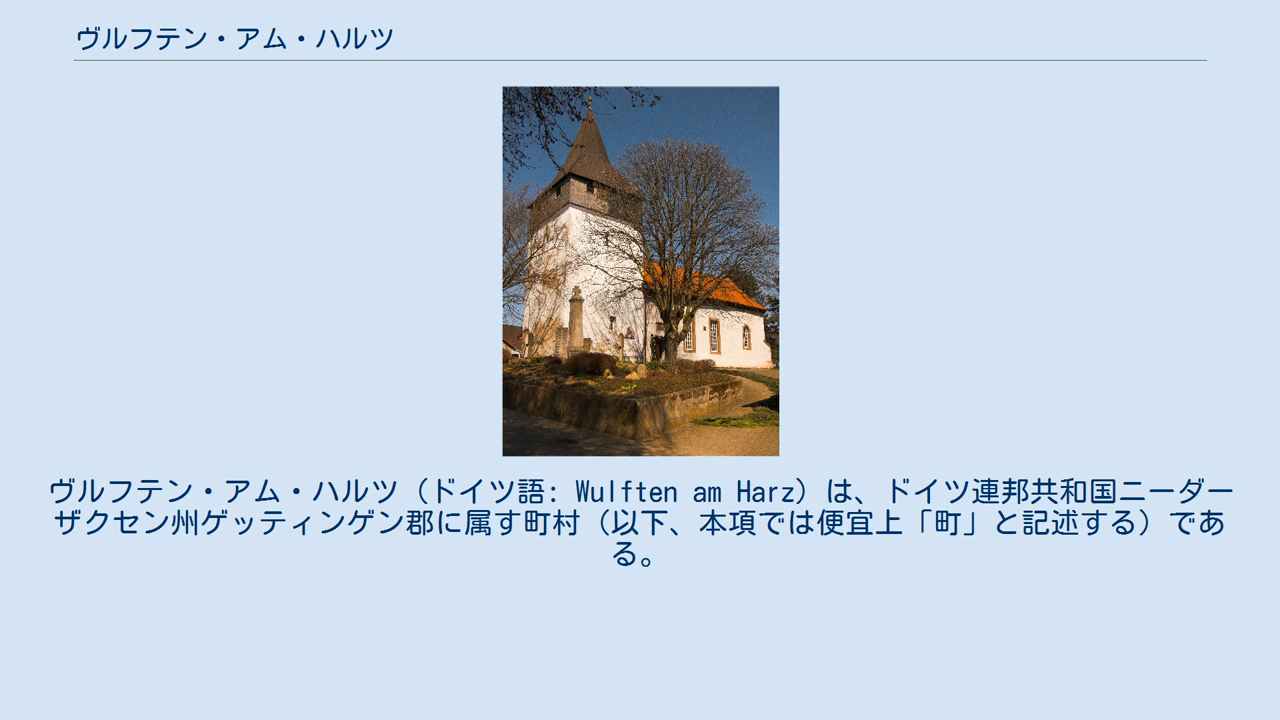 ヴルフテン・アム・ハルツ
ヴルフテン・アム・ハルツ（ドイツ語: Wulften am Harz）は、ドイツ連邦共和国ニーダー
ザクセン州ゲッティンゲン郡に属す町村（以下、本項では便宜上「町」と記述する）であ
る。